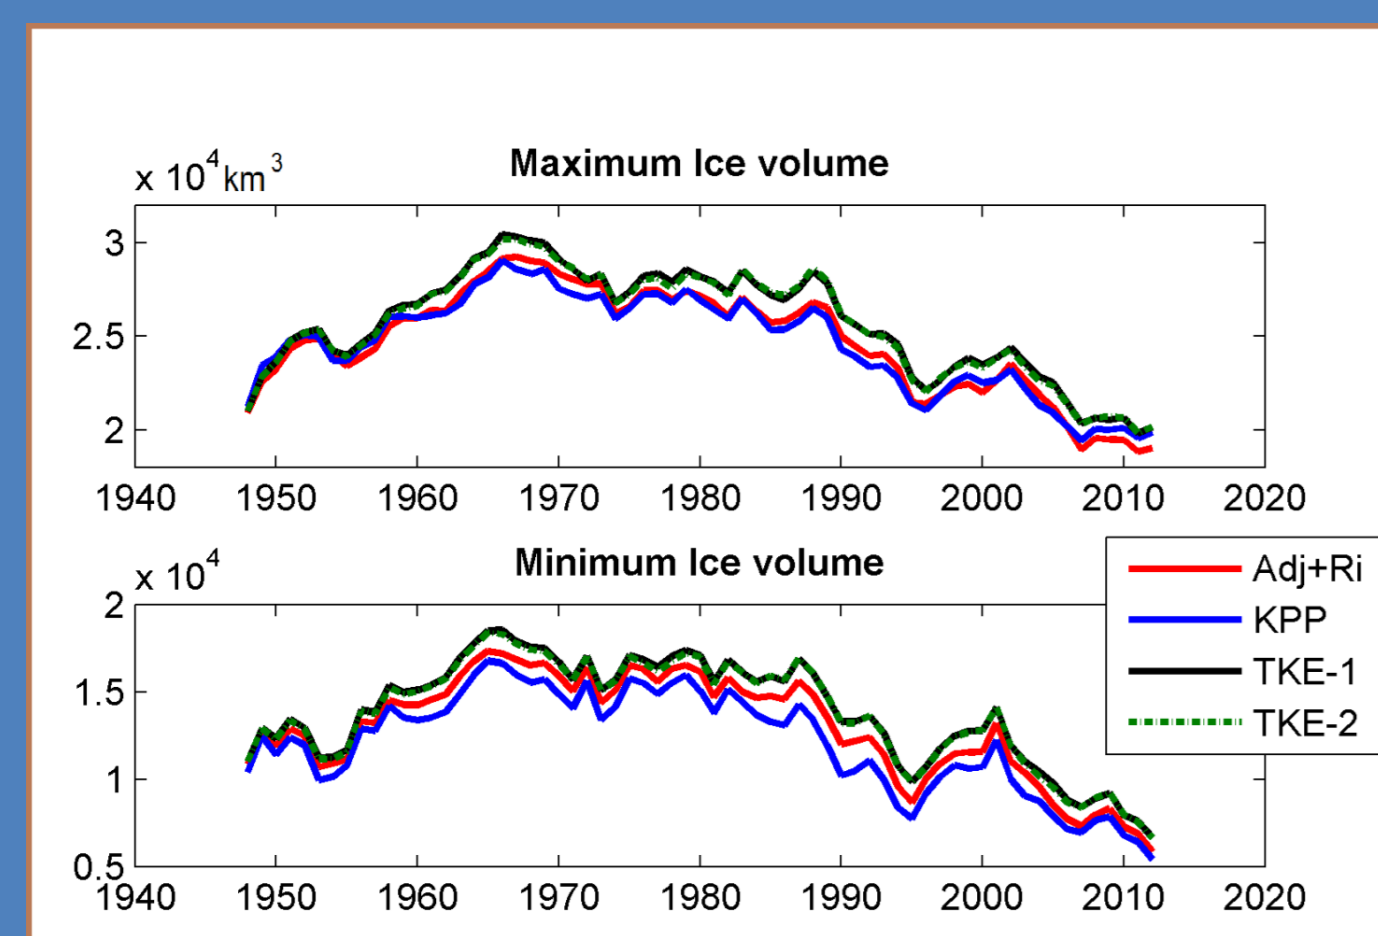 Maximum Ice volume
x 10^4 km^3
3
2.5
2
1940 1950 1960 1970 1980 1990 2000 2010 2020
Minimum Ice volume
x 10^4
2
1.5
1
0.5
1940 1950 1960 1970 1980 1990 2000 2010 2020
Adj+Ri
KPP
TKE-1
TKE-2